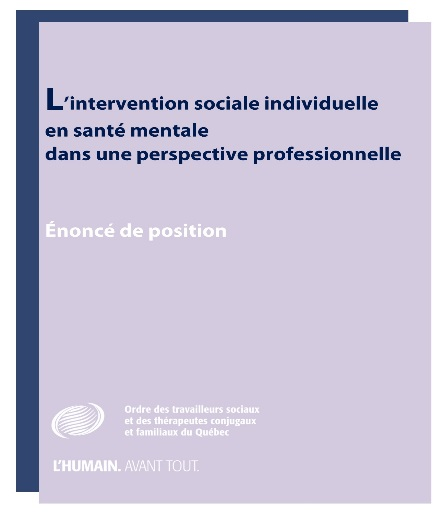 L'intervention sociale individuelle
en santé mentale
dans une perspective professionnelle
Énoncé de position
Ordre des travailleurs sociaux
et des thérapeutes conjugaux
et familiaux du Québec
L'HUMAIN. AVANT TOUT.